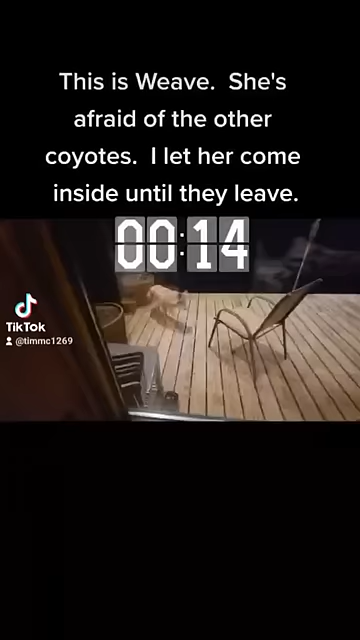 This is Weave. She's
afraid of the other
coyotes. I let her come
inside until they leave.
00:14
TikTok
@timmc1269